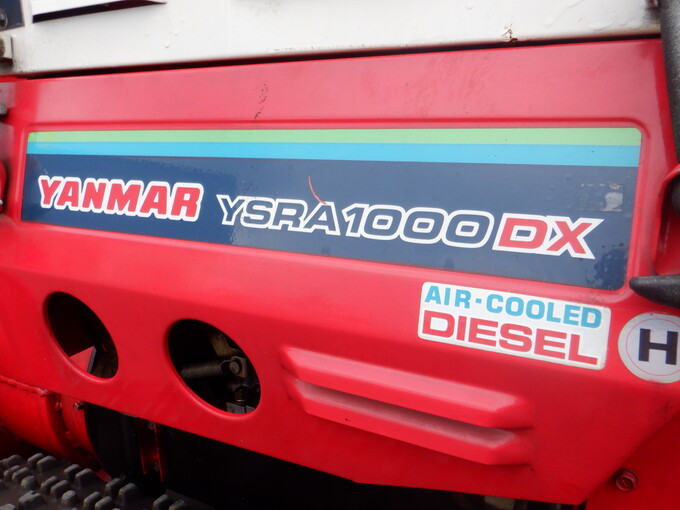 YANMAR YSRA1000DX
AIR-COOLED
DIESEL
H